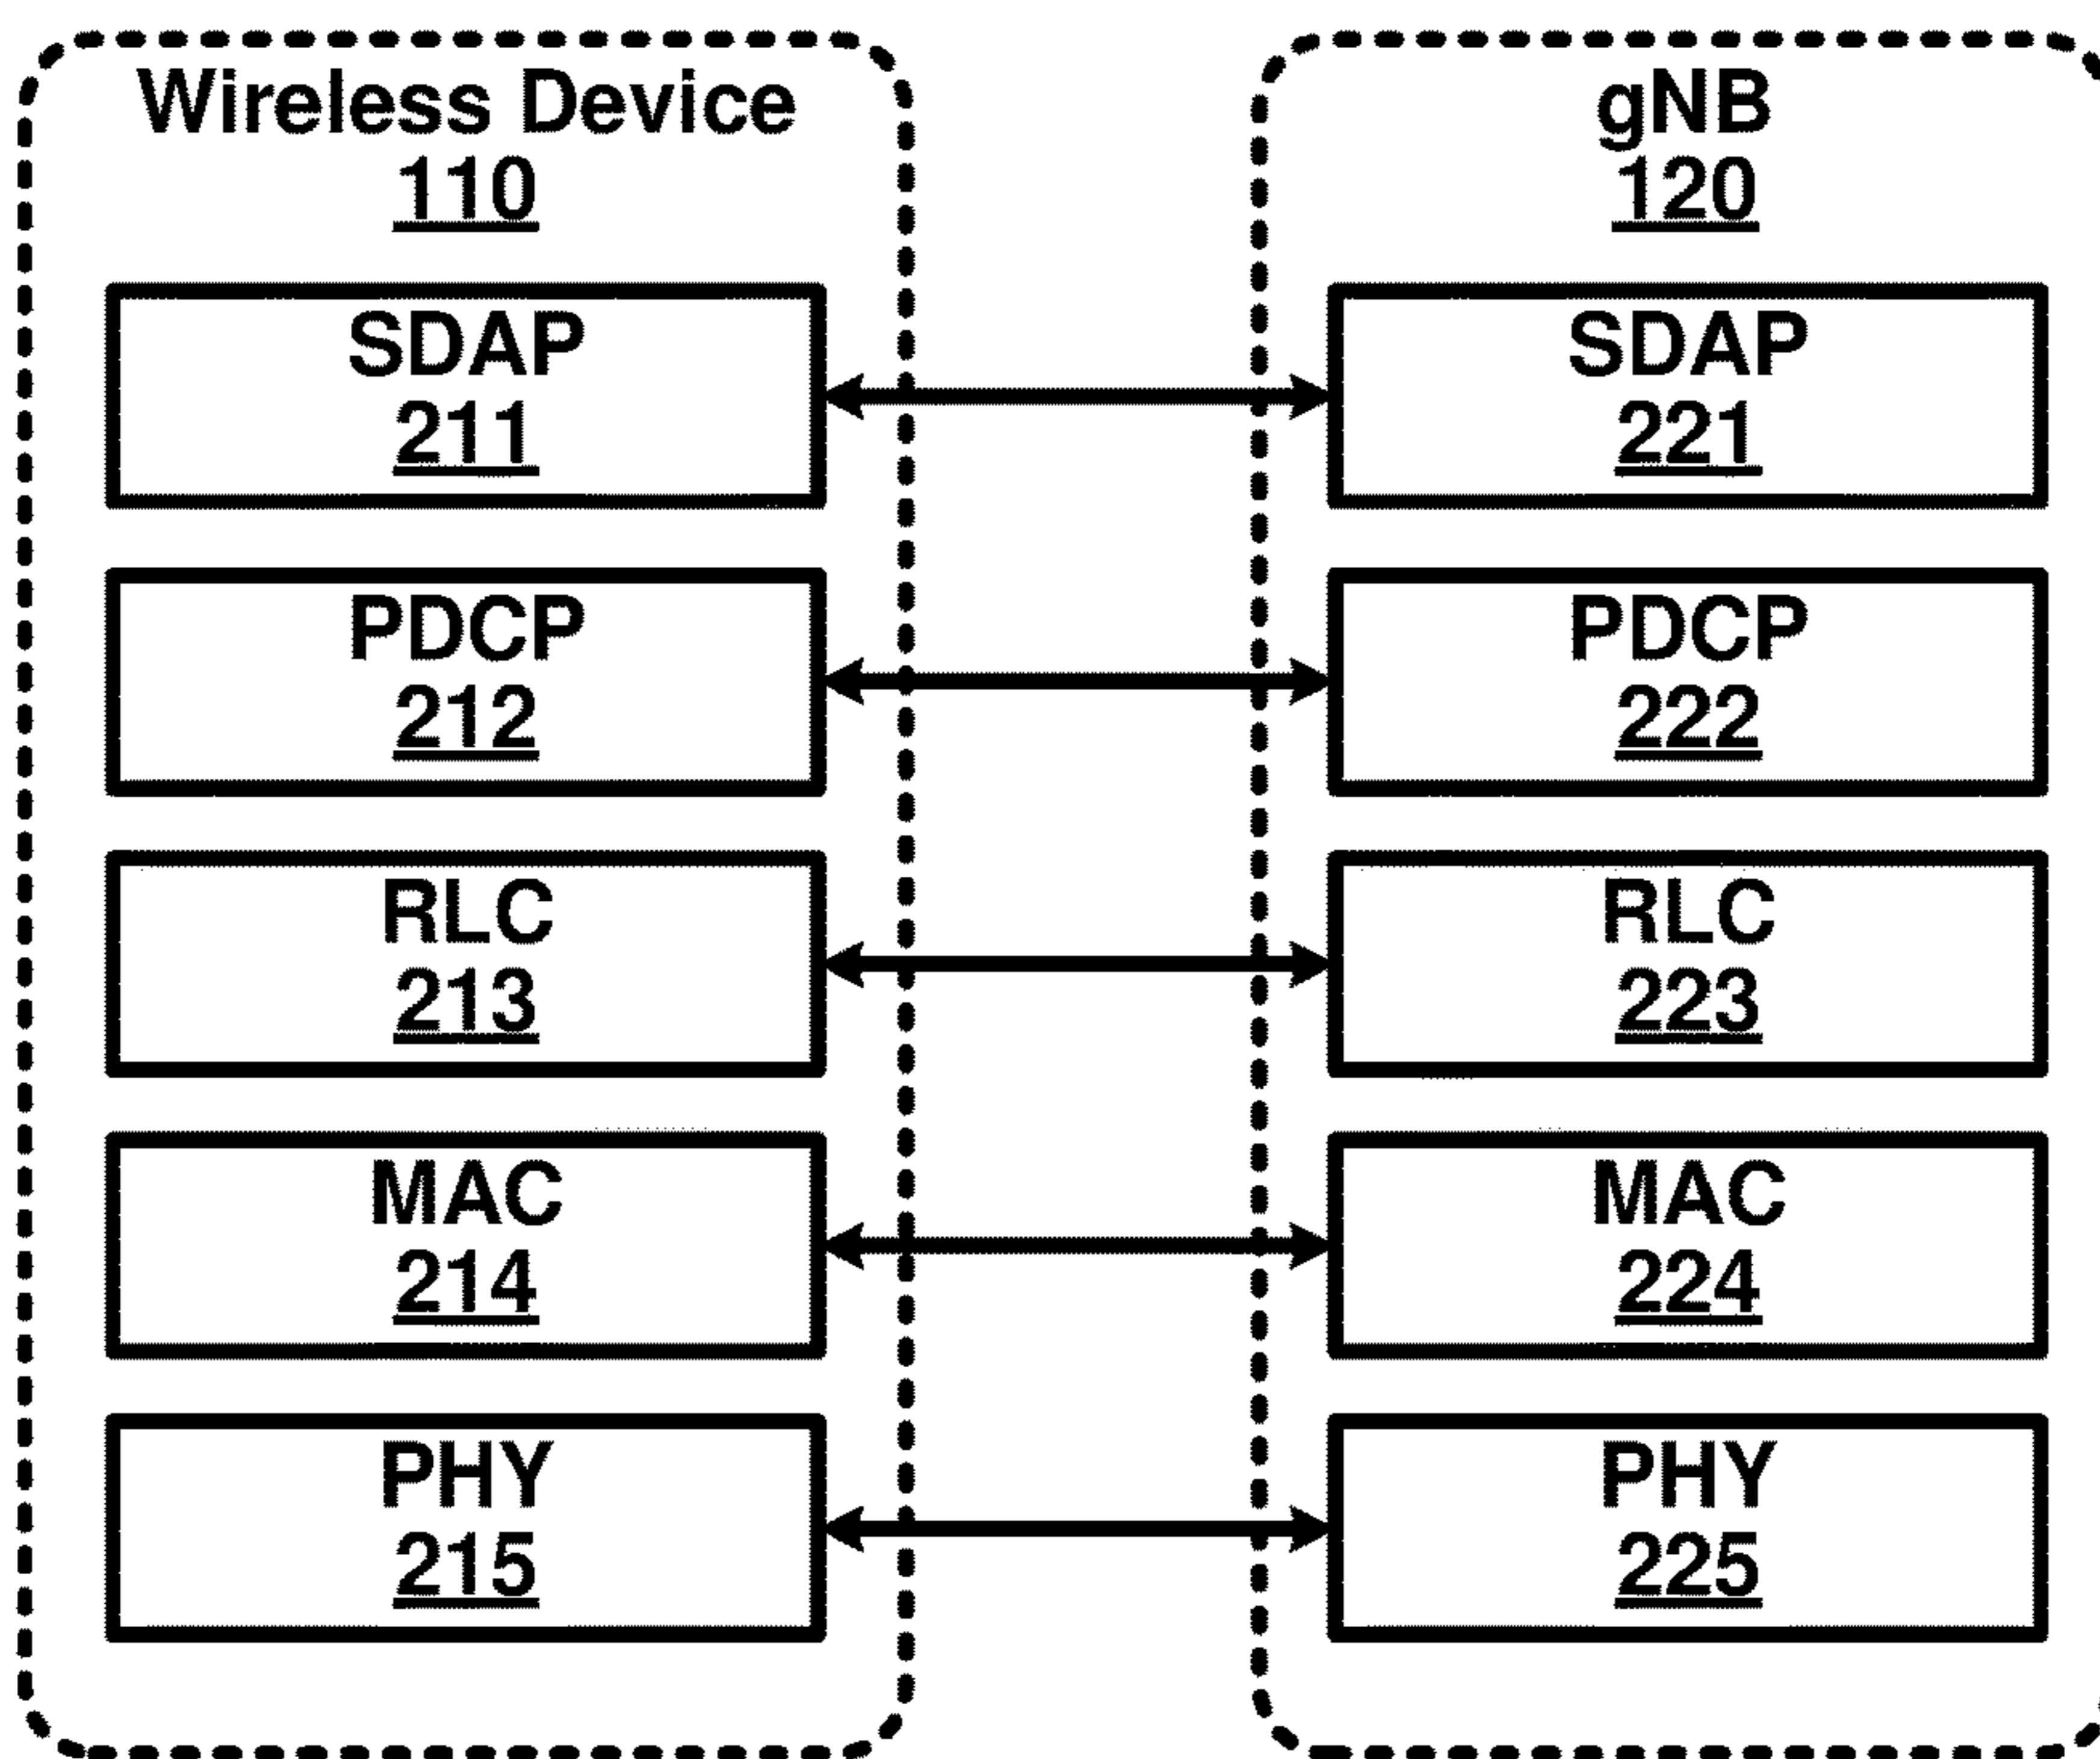 Wireless Device
110
gNB
120
SDAP
211
SDAP
221
PDCP
212
PDCP
222
RLC
213
RLC
223
MAC
214
MAC
224
PHY
215
PHY
225